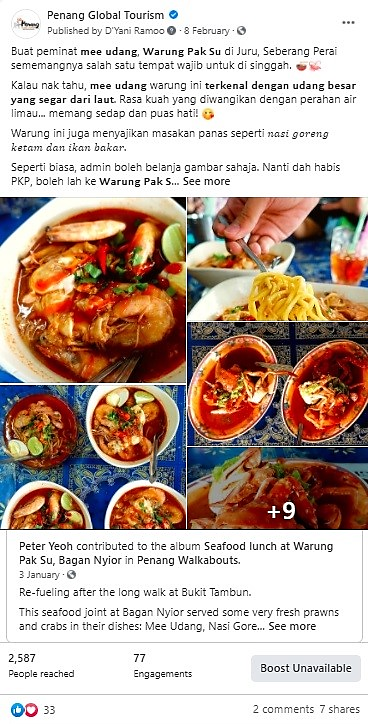 Penang Global Tourism
Published by D'Yani Ramoo · 8 February ·
Buat peminat mee udang, Warung Pak Su di Juru, Seberang Perai
sememangnya salah satu tempat wajib untuk di singgah. 🍲🦐
Kalau nak tahu, mee udang warung ini terkenal dengan udang besar
yang segar dari laut. Rasa kuah yang diwangikan dengan perahan air
limau... memang sedap dan puas hati! 😋
Warung ini juga menyajikan masakan panas seperti nasi goreng
ketam dan ikan bakar.
Seperti biasa, admin boleh belanja gambar sahaja. Nanti dah habis
PKP, boleh lah ke Warung Pak S... See more
+9
Peter Yeoh contributed to the album Seafood lunch at Warung
Pak Su, Bagan Nyior in Penang Walkabouts.
3 January ·
Re-fueling after the long walk at Bukit Tambun.
This seafood joint at Bagan Nyior served some very fresh prawns
and crabs in their dishes: Mee Udang, Nasi Gore... See more
2,587 77
People reached Engagements
Boost Unavailable
33 2 comments 7 shares